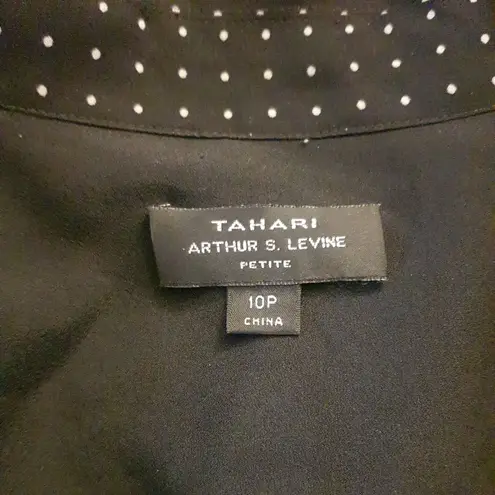 TAHARI
ARTHUR S. LEVINE
PETITE
10P
CHINA